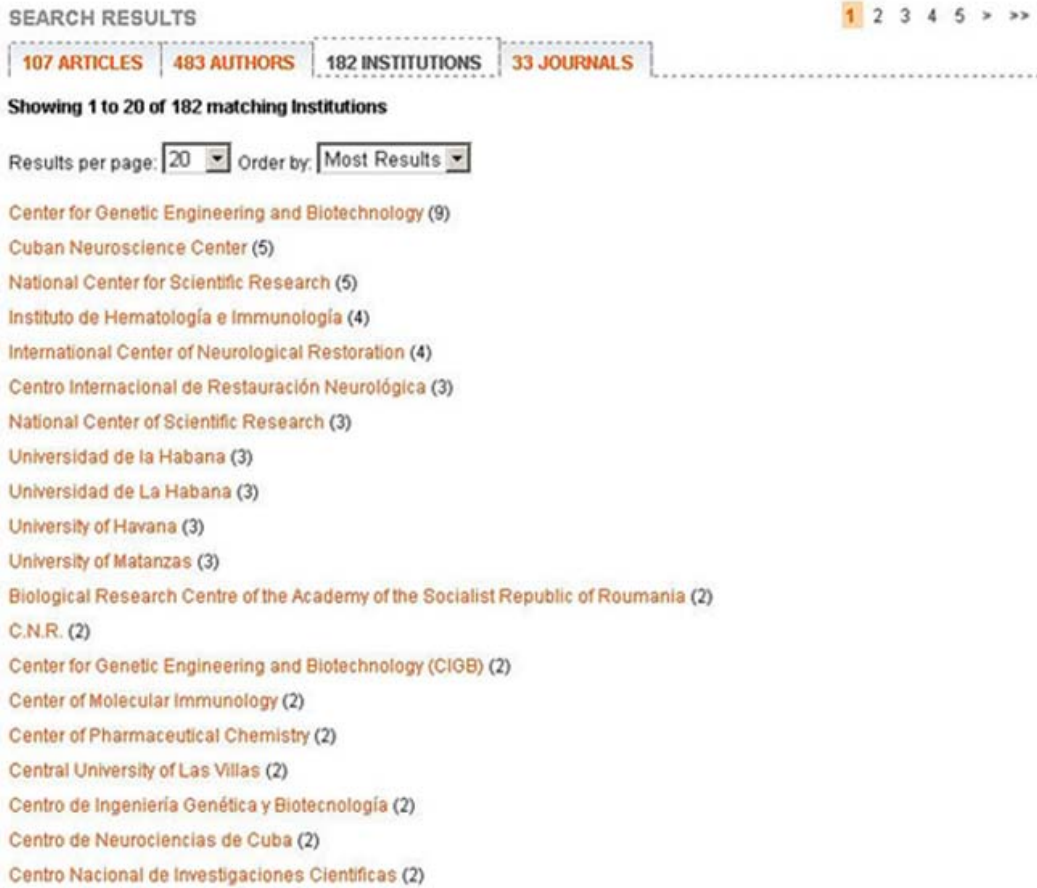 SEARCH RESULTS 1 2 3 4 5 > >>
107 ARTICLES 483 AUTHORS 182 INSTITUTIONS 33 JOURNALS
Showing 1 to 20 of 182 matching Institutions
Results per page: 20 Order by: Most Results
Center for Genetic Engineering and Biotechnology (9)
Cuban Neuroscience Center (5)
National Center for Scientific Research (5)
Instituto de Hematología e Immunología (4)
International Center of Neurological Restoration (4)
Centro Internacional de Restauración Neurológica (3)
National Center of Scientific Research (3)
Universidad de la Habana (3)
Universidad de La Habana (3)
University of Havana (3)
University of Matanzas (3)
Biological Research Centre of the Academy of the Socialist Republic of Roumania (2)
C.N.R. (2)
Center for Genetic Engineering and Biotechnology (CIGB) (2)
Center of Molecular Immunology (2)
Center of Pharmaceutical Chemistry (2)
Central University of Las Villas (2)
Centro de Ingeniería Genética y Biotecnología (2)
Centro de Neurociencias de Cuba (2)
Centro Nacional de Investigaciones Científicas (2)